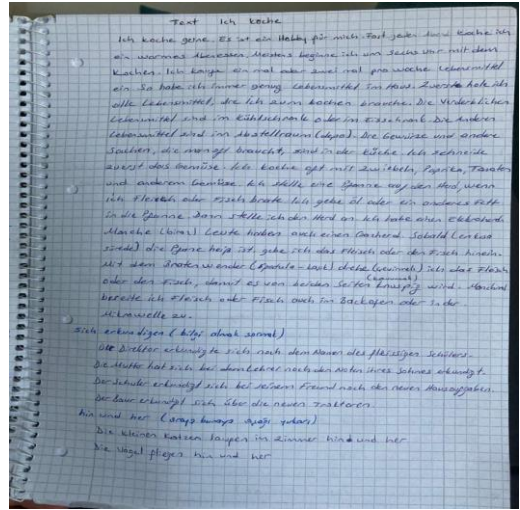 Text Ich koche
Ich koche gerne. Es ist ein Hobby für mich. Fast jeden koche ich
ein warmes Abendessen. Meistens beginne ich um sechs Uhr mit dem
Kochen. Ich kaufe ein mal oder zwei mal pro Woche Lebensmittel
ein. So habe ich immer genug Lebensmittel im Haus. Zuerst hole ich
alle Lebensmittel, die ich zum kochen brauche. Die Verderblichen
Lebensmittel sind im Kühlschrank oder im Eisschrank. Die anderen
Lebensmittel sind im Abstellraum (depo). Die Gewürze und andere
Sachen, die man oft braucht, sind in der Küche. Ich schneide
zuerst das Gemüse. Ich koche oft mit Zwiebeln, Paprika, Tomaten
und anderem Gemüse. Ich stelle eine Pfanne auf den Herd, wenn
ich Fleisch oder Fisch brate. Ich gebe Öl oder ein anderes Fett
in die Pfanne. Dann stelle ich den Herd an. Ich habe einen Elektroherd.
Manche (bazı) Leute haben auch einen Gasherd. Sobald
die Pfanne heiß ist, gebe ich das Fleisch oder den Fisch hinein.
Mit dem Bratenwender drehe ich das Fleisch
oder den Fisch, damit es von beiden Seiten knusprig wird. Manchmal
bereite ich Fleisch oder Fisch auch im Backofen oder in der
Mikrowelle zu.
Sich erkundigen (bilgi almak sormak)
Der Direktor erkundigte sich nach dem Namen des fleissigen Schülers.
Die Mutter hat sich bei dem Lehrer nach den Noten ihres Sohnes erkundigt.
Der Schüler erkundigt sich bei seinem Freund nach den neuen Hausaufgaben.
Der Bauer erkundigt sich über die neuen Traktoren.
hin und her (oraya buraya aşağı yukarı)
Die kleinen Katzen laufen im Zimmer hin und her
Die Vögel fliegen hin und her